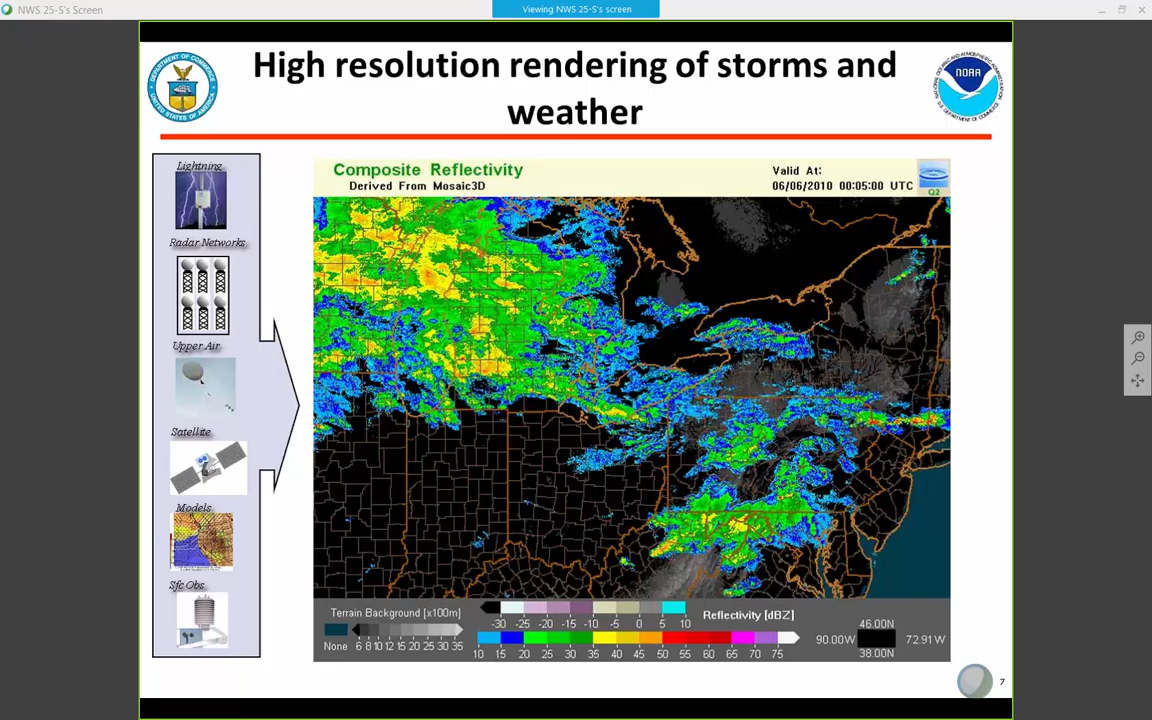 NWS 25-S's Screen
Viewing NWS 25-S's screen
High resolution rendering of storms and
weather
NOAA
Lightning
Radar Networks
Upper Air
Satellite
Models
Sfc Obs
Composite Reflectivity
Derived From Mosaic3D
Valid At:
06/06/2010 00:05:00 UTC
Q2
Terrain Background [x100m]
None 6 8 10 12 15 20 25 30 35
-30 -25 -20 -15 -10 -5 0 5 10
Reflectivity [dBZ]
10 15 20 25 30 35 40 45 50 55 60 65 70 75
46.00N
90.00W 72.91W
38.00N
7